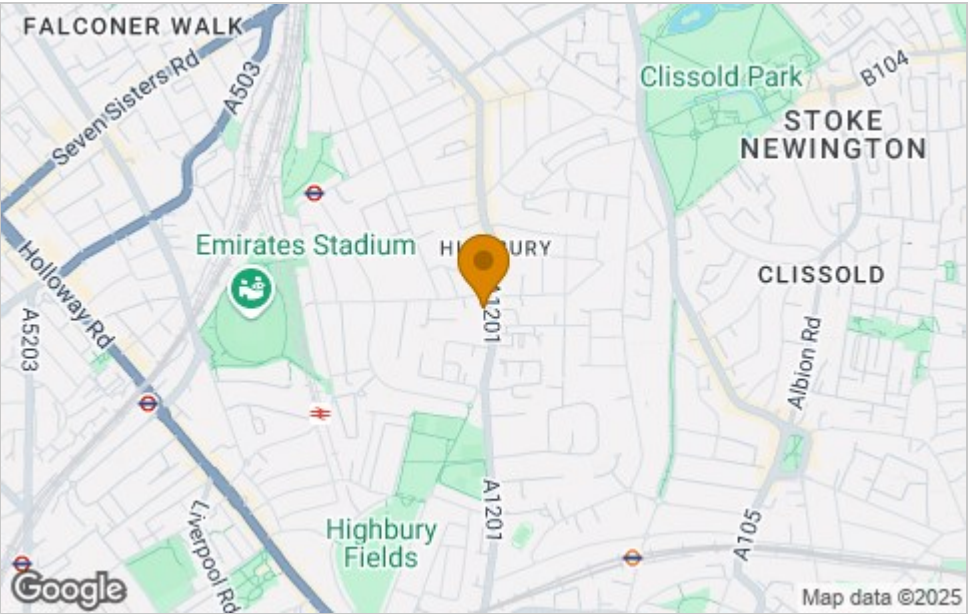 FALCONER WALK
Seven Sisters Rd
A503
Clissold Park
B104
STOKE
NEWINGTON
Emirates Stadium
Holloway Rd
A5203
A1201
CLISSOLD
Albion Rd
Highbury
Fields
A1201
A105
Liverpool Rd
Google
Map data ©2025